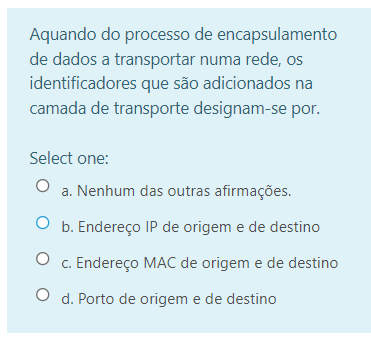 Aquando do processo de encapsulamento
de dados a transportar numa rede, os
identificadores que são adicionados na
camada de transporte designam-se por.
Select one:
a. Nenhum das outras afirmações.
b. Endereço IP de origem e de destino
c. Endereço MAC de origem e de destino
d. Porto de origem e de destino